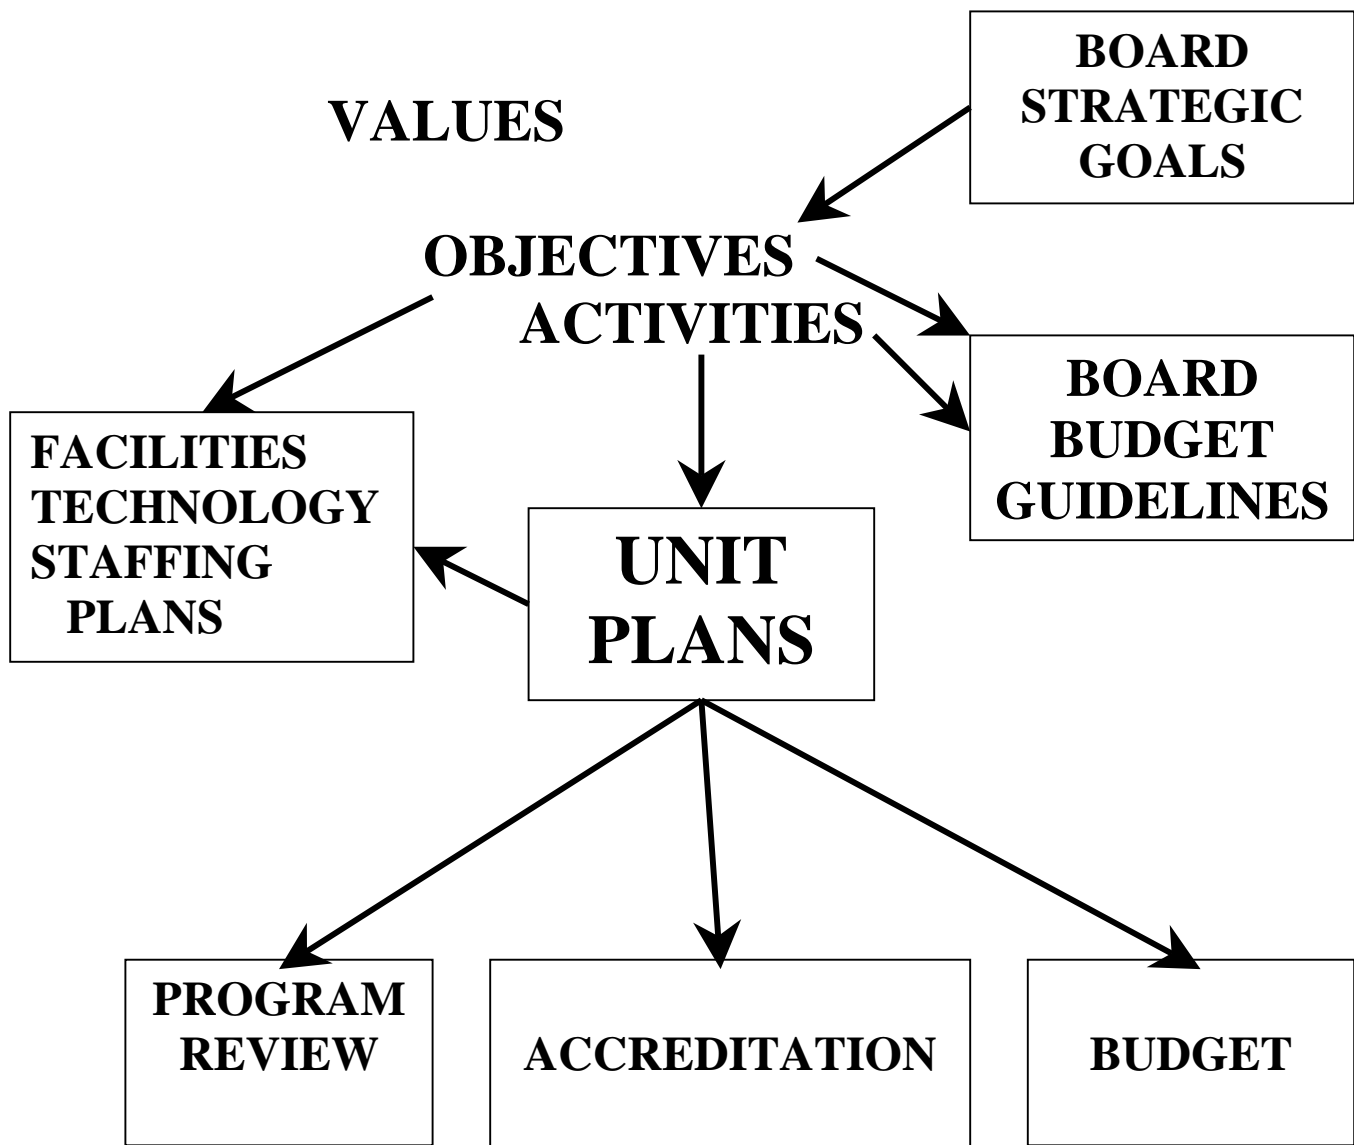 BOARD
STRATEGIC
GOALS
VALUES
OBJECTIVES
ACTIVITIES
BOARD
BUDGET
GUIDELINES
FACILITIES
TECHNOLOGY
STAFFING
PLANS
UNIT
PLANS
PROGRAM
REVIEW
ACCREDITATION
BUDGET